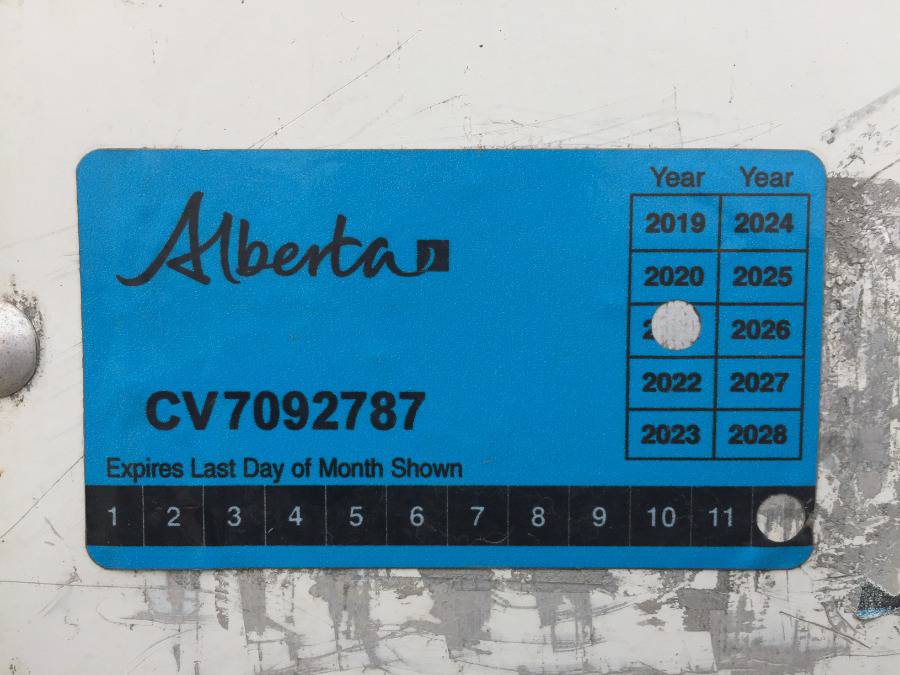 Alberta
Year Year
2019 2024
2020 2025
2026
2022 2027
2023 2028
CV7092787
Expires Last Day of Month Shown
1 2 3 4 5 6 7 8 9 10 11